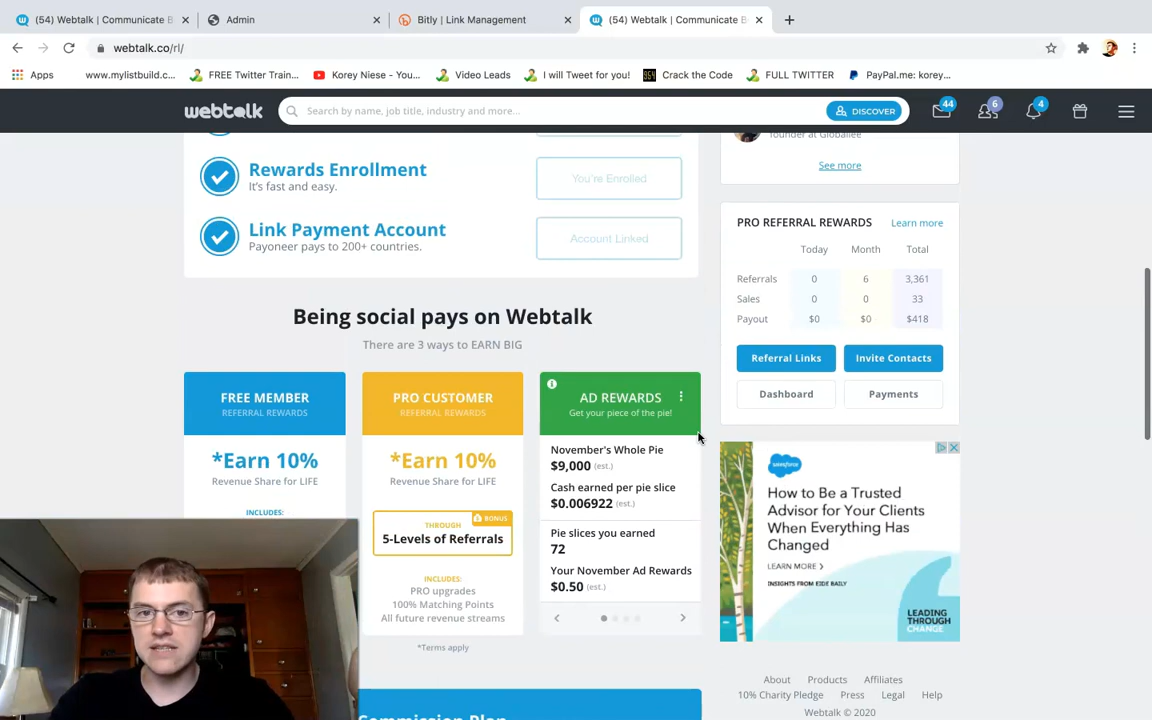 (54) Webtalk | Communicate B
Admin
Bitly | Link Management
(54) Webtalk | Communicate B
webtalk.co/rl/
Apps
www.mylistbuild.c...
FREE Twitter Train...
Korey Niese - You...
Video Leads
I will Tweet for you!
Crack the Code
FULL TWITTER
PayPal.me: korey...
webtalk
Search by name, job title, industry and more...
DISCOVER
44
6
4
Rewards Enrollment
It's fast and easy.
You're Enrolled
Link Payment Account
Payoneer pays to 200+ countries.
Account Linked
Being social pays on Webtalk
There are 3 ways to EARN BIG
FREE MEMBER
REFERRAL REWARDS
*Earn 10%
Revenue Share for LIFE
INCLUDES:
PRO CUSTOMER
REFERRAL REWARDS
*Earn 10%
Revenue Share for LIFE
BONUS
THROUGH
5-Levels of Referrals
INCLUDES:
PRO upgrades
100% Matching Points
All future revenue streams
*Terms apply
AD REWARDS
Get your piece of the pie!
November's Whole Pie
$9,000 (est.)
Cash earned per pie slice
$0.006922 (est.)
Pie slices you earned
72
Your November Ad Rewards
$0.50 (est.)
Commission Plan
Founder at Globallee
See more
PRO REFERRAL REWARDS
Learn more
Today Month Total
Referrals 0 6 3,361
Sales 0 0 33
Payout $0 $0 $418
Referral Links
Invite Contacts
Dashboard
Payments
salesforce
How to Be a Trusted
Advisor for Your Clients
When Everything Has
Changed
LEARN MORE >
INSIGHTS FROM EIDE BAILLY
LEADING
THROUGH
CHANGE
About Products Affiliates
10% Charity Pledge Press Legal Help
Webtalk © 2020